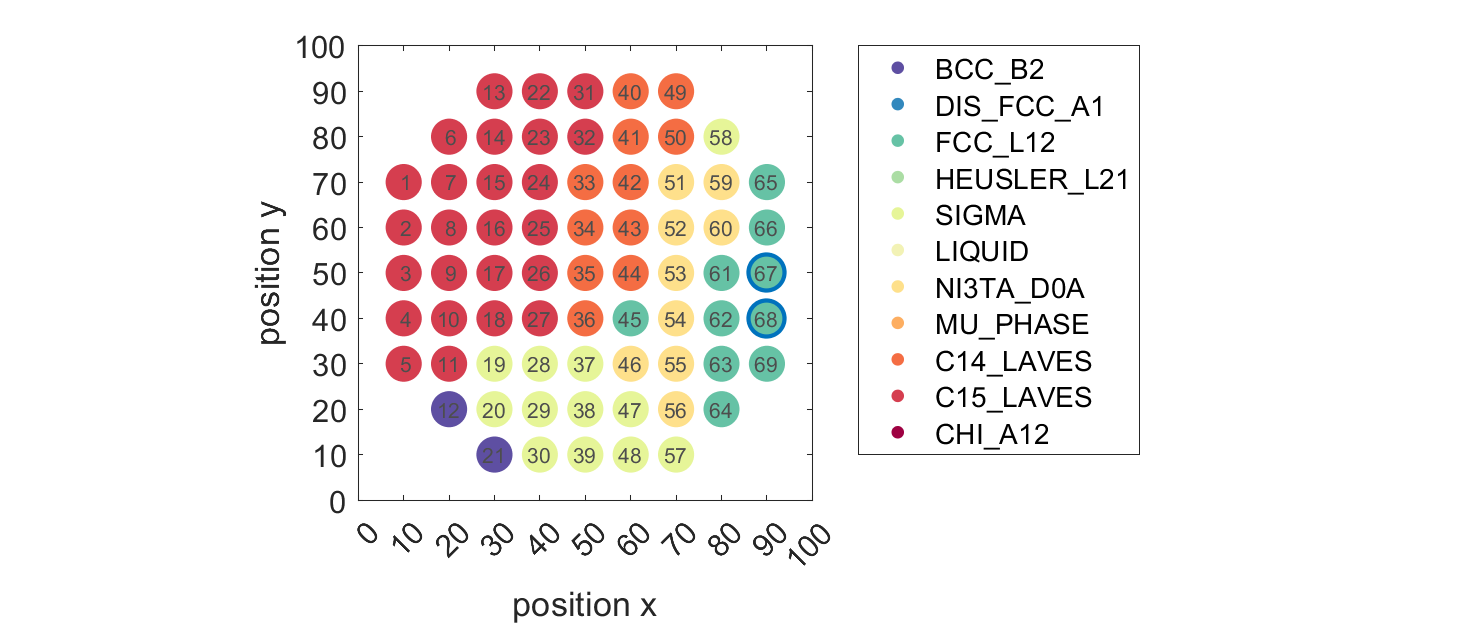 100
90
80
70
60
50
40
30
20
10
0
position y
13 22 31 40 49
6 14 23 32 41 50 58
1 7 15 24 33 42 51 59 65
2 8 16 25 34 43 52 60 66
3 9 17 26 35 44 53 61 67
4 10 18 27 36 45 54 62 68
5 11 19 28 37 46 55 63 69
12 20 29 38 47 56 64
21 30 39 48 57
0 10 20 30 40 50 60 70 80 90 100
position x
BCC_B2
DIS_FCC_A1
FCC_L12
HEUSLER_L21
SIGMA
LIQUID
NI3TA_D0A
MU_PHASE
C14_LAVES
C15_LAVES
CHI_A12